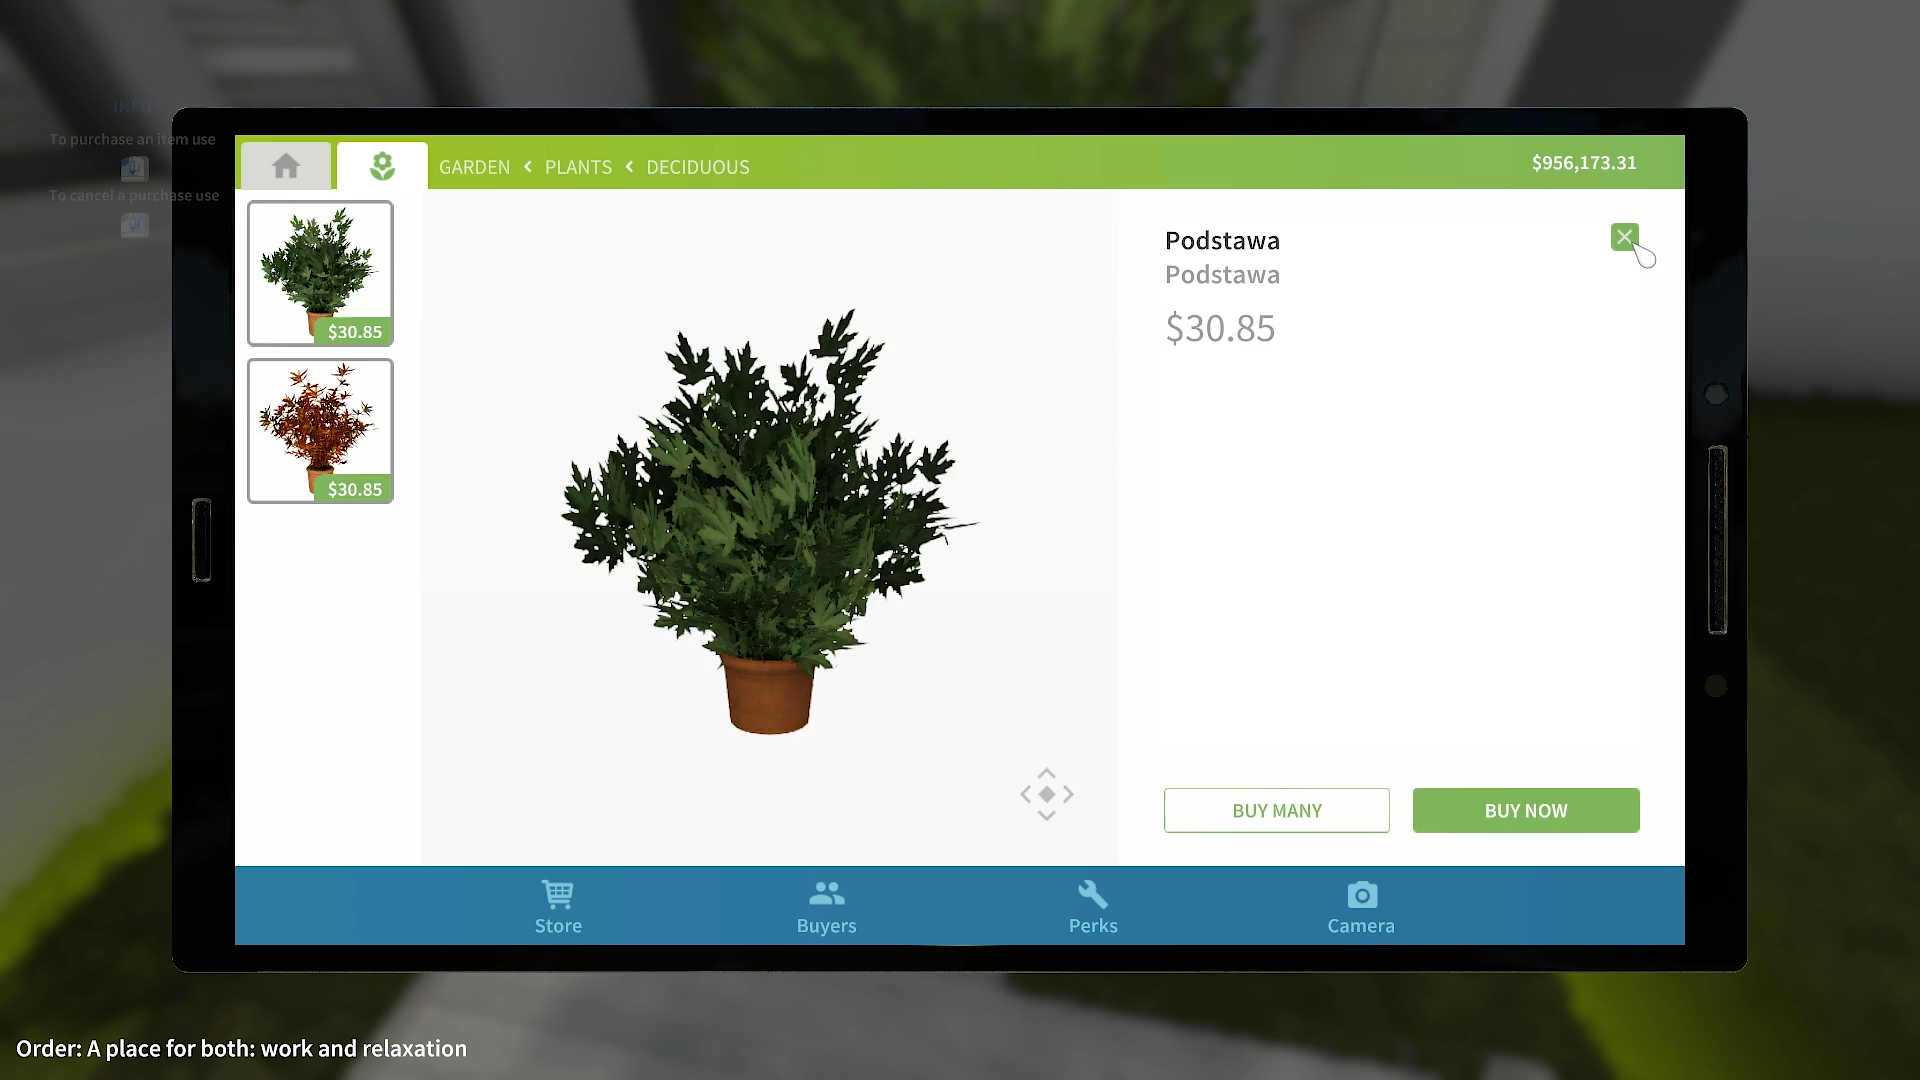 INFO
To purchase an item use
To cancel a purchase use
GARDEN < PLANTS < DECIDUOUS
$956,173.31
$30.85
$30.85
Podstawa
Podstawa
$30.85
BUY MANY
BUY NOW
Store
Buyers
Perks
Camera
Order: A place for both: work and relaxation